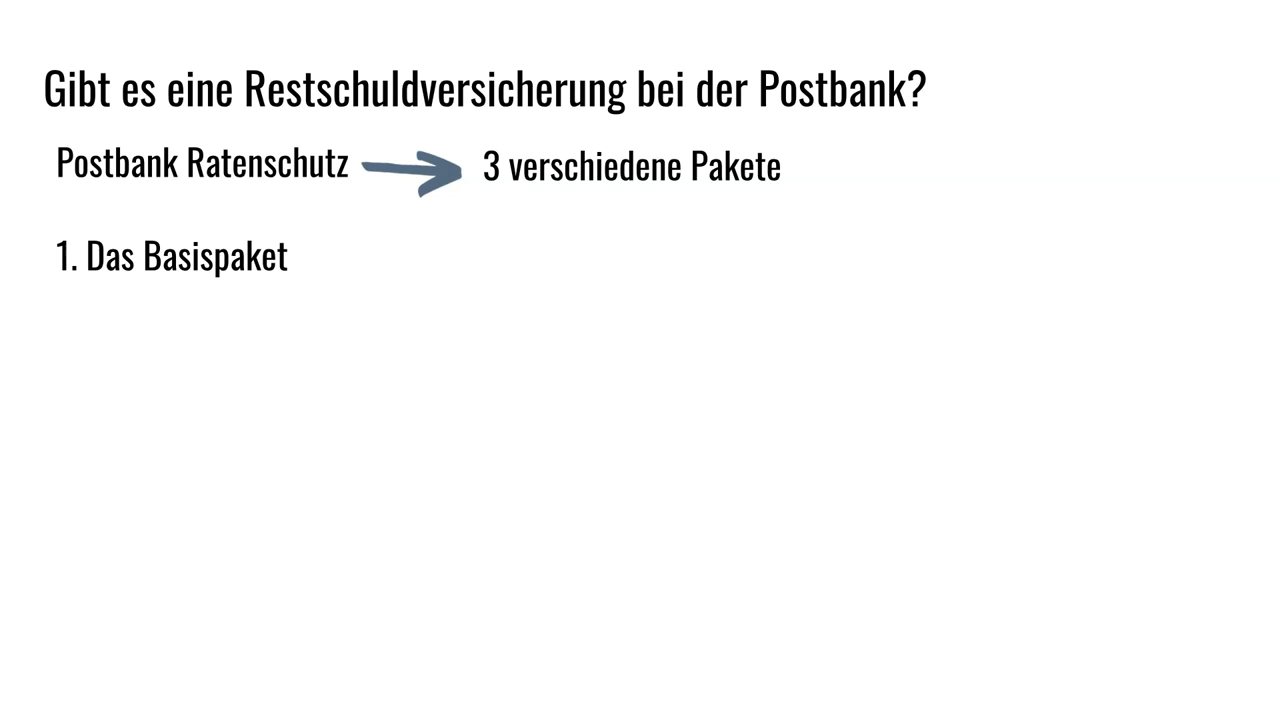 Gibt es eine Restschuldversicherung bei der Postbank?
Postbank Ratenschutz 3 verschiedene Pakete
1. Das Basispaket